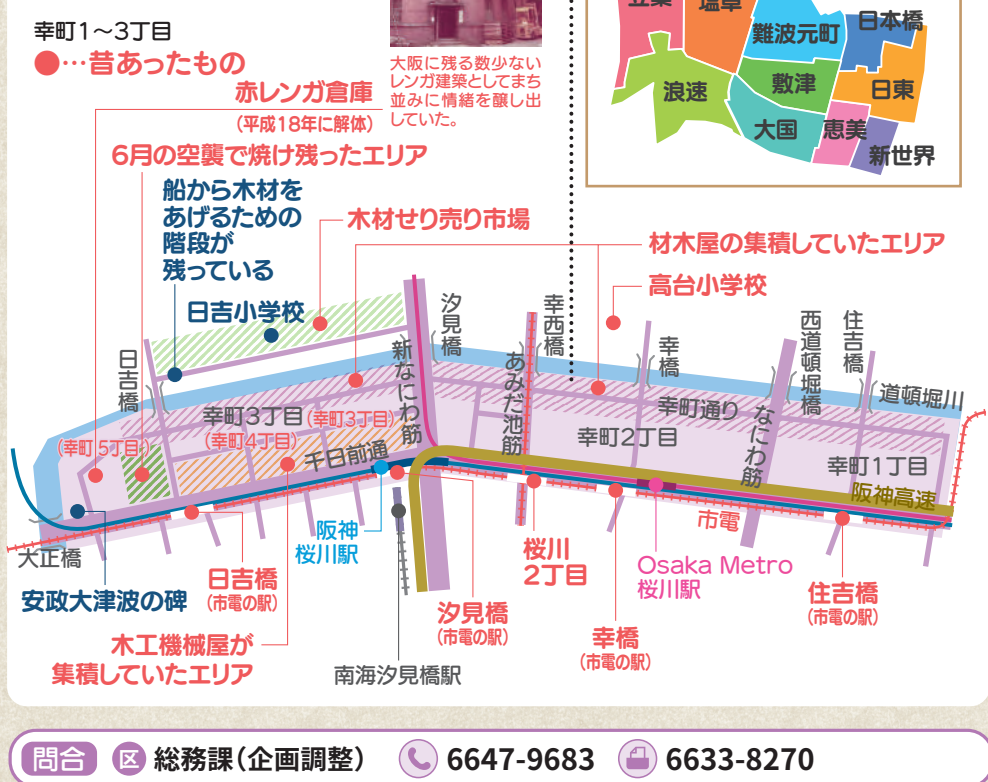 幸町1～3丁目
●…昔あったもの
大阪に残る数少ない
レンガ建築としてまち
並みに情緒を醸し出
していた。
塩草
難波元町
日本橋
浪速
敷津
日東
大国
恵美
新世界
赤レンガ倉庫
(平成18年に解体)
6月の空襲で焼け残ったエリア
船から木材を
あげるための
階段が
残っている
木材せり売り市場
材木屋の集積していたエリア
高台小学校
日吉小学校
日吉橋
新なにわ筋
汐見橋
あみだ池筋
幸西橋
幸橋
西道頓堀橋
住吉橋
道頓堀川
なにわ筋
幸町通り
幸町3丁目
(幸町3丁目)
(幸町4丁目)
(幸町5丁目)
幸町2丁目
幸町1丁目
千日前通
阪神高速
市電
大正橋
安政大津波の碑
日吉橋
(市電の駅)
阪神
桜川駅
汐見橋
(市電の駅)
桜川
2丁目
幸橋
(市電の駅)
Osaka Metro
桜川駅
住吉橋
(市電の駅)
木工機械屋が
集積していたエリア
南海汐見橋駅
問合 区 総務課(企画調整) 6647-9683 6633-8270